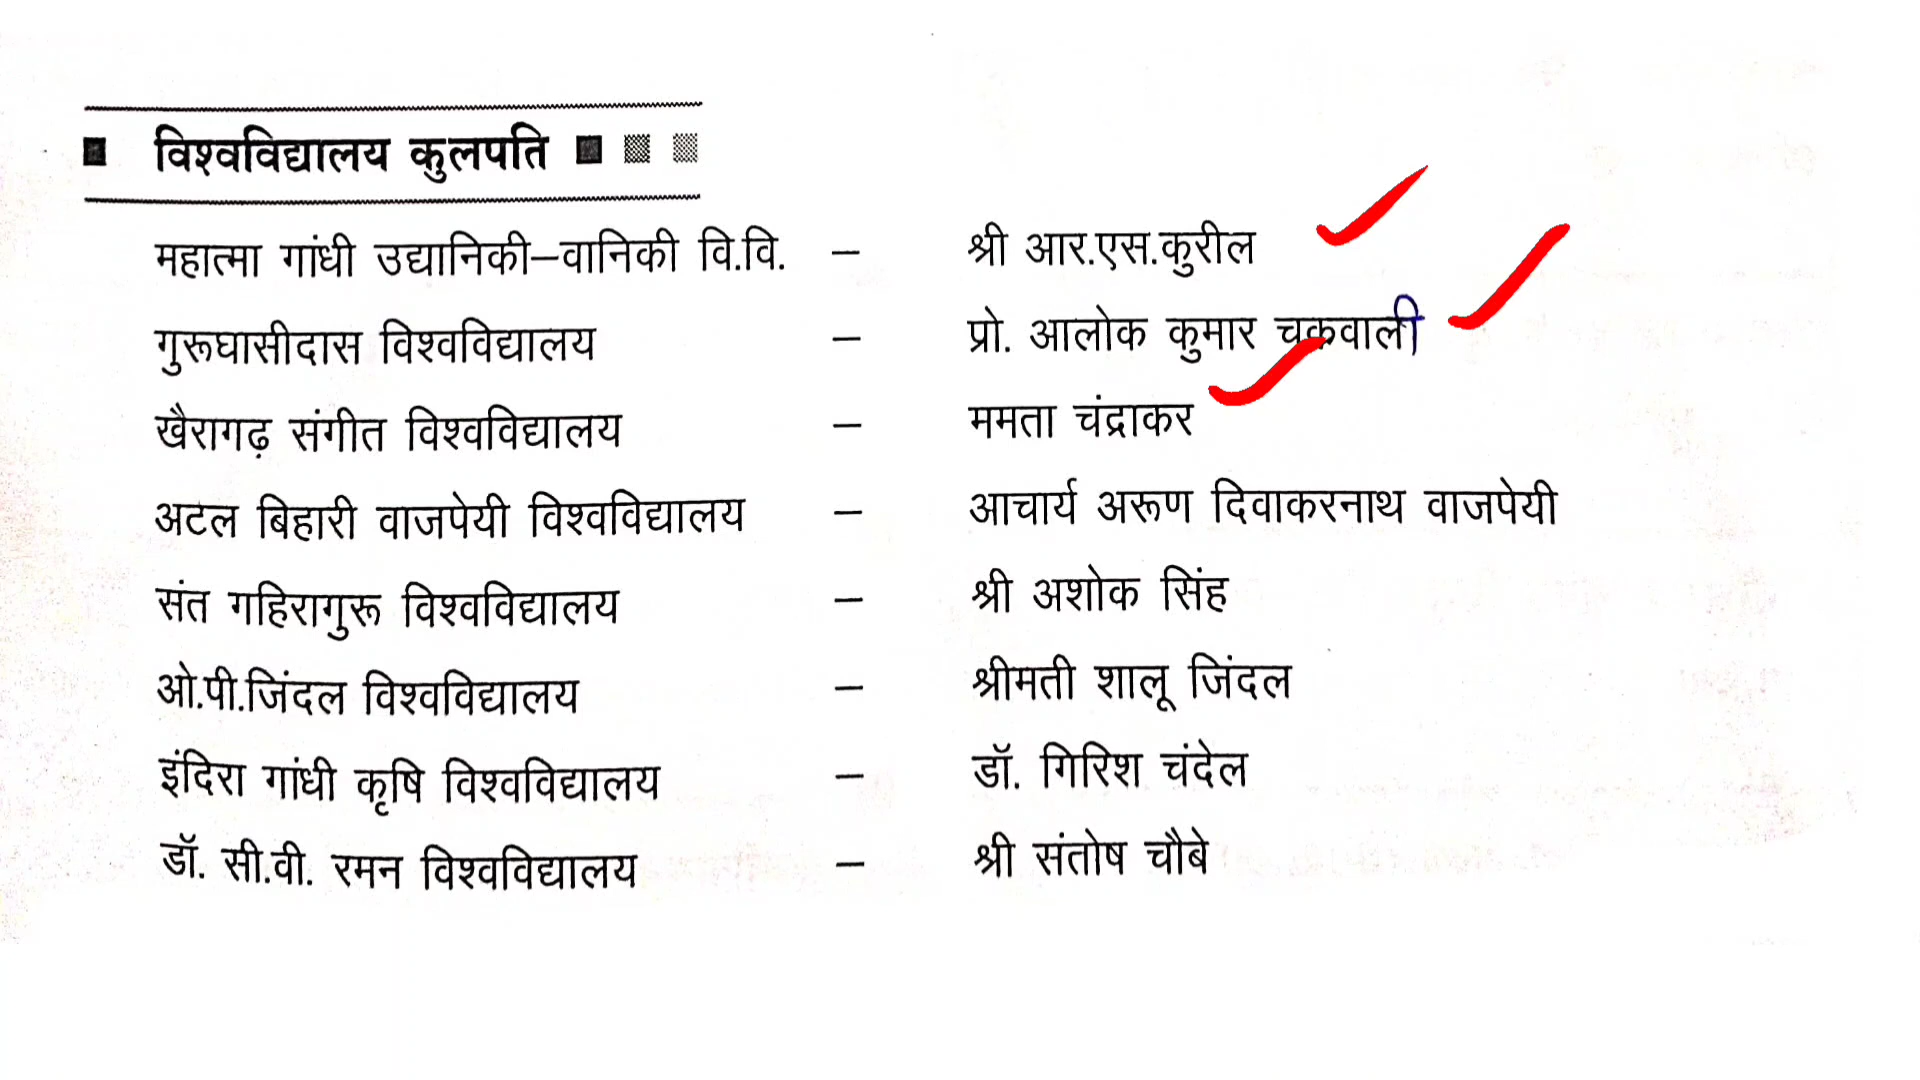 विश्वविद्यालय कुलपति
महात्मा गांधी उद्यानिकी–वानिकी वि.वि. – श्री आर.एस.कुरील
गुरूघासीदास विश्वविद्यालय – प्रो. आलोक कुमार चक्रवाली
खैरागढ़ संगीत विश्वविद्यालय – ममता चंद्राकर
अटल बिहारी वाजपेयी विश्वविद्यालय – आचार्य अरूण दिवाकरनाथ वाजपेयी
संत गहिरागुरू विश्वविद्यालय – श्री अशोक सिंह
ओ.पी.जिंदल विश्वविद्यालय – श्रीमती शालू जिंदल
इंदिरा गांधी कृषि विश्वविद्यालय – डॉ. गिरिश चंदेल
डॉ. सी.वी. रमन विश्वविद्यालय – श्री संतोष चौबे